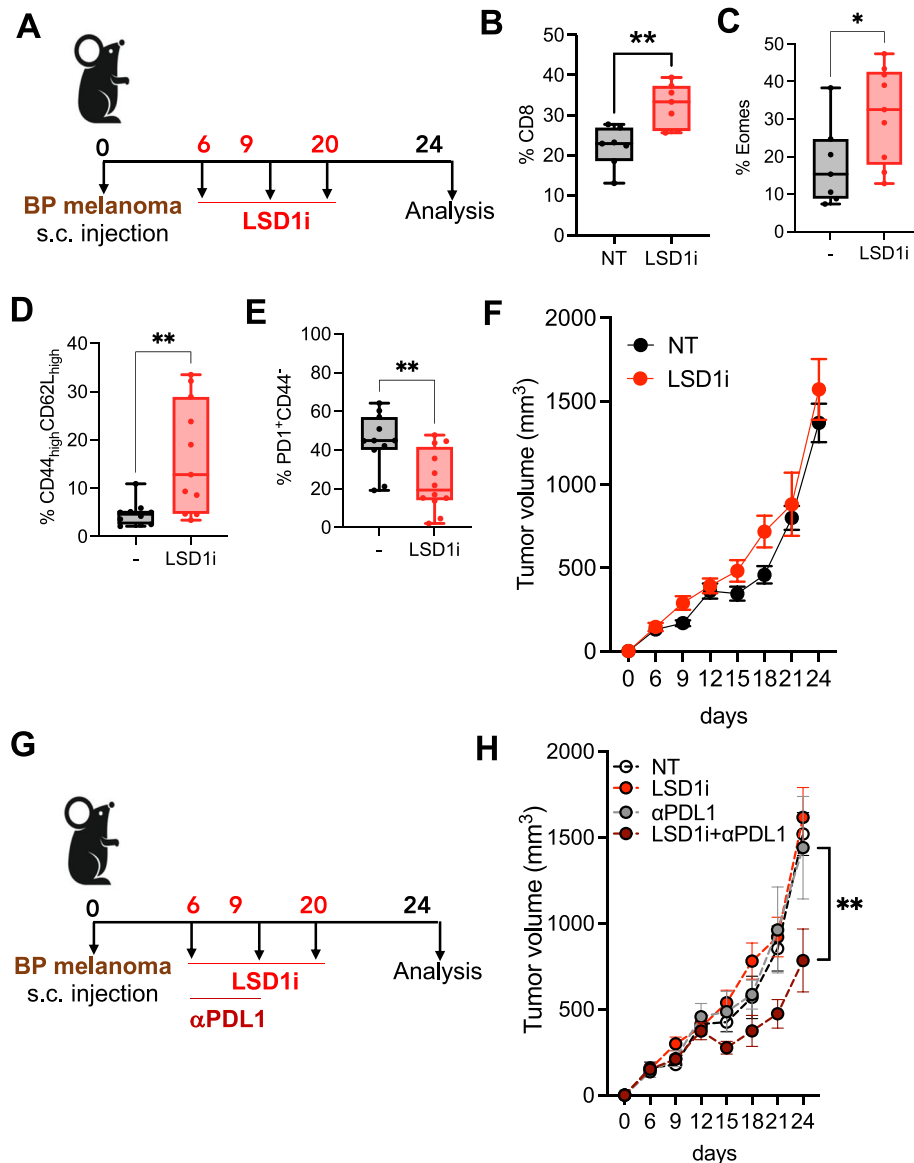 A
0 6 9 20 24
BP melanoma
s.c. injection
LSD1i
Analysis
B
**
% CD8
50
40
30
20
10
0
NT LSD1i
C
*
% Eomes
50
40
30
20
10
0
- LSD1i
D
**
% CD44highCD62Lhigh
40
30
20
10
0
- LSD1i
E
**
% PD1+CD44-
100
80
60
40
20
0
- LSD1i
F
NT
LSD1i
Tumor volume (mm3)
2000
1500
1000
500
0
0 6 9 12 15 18 21 24
days
G
0 6 9 20 24
BP melanoma
s.c. injection
LSD1i
αPDL1
Analysis
H
NT
LSD1i
αPDL1
LSD1i+αPDL1
**
Tumor volume (mm3)
2000
1500
1000
500
0
0 6 9 12 15 18 21 24
days